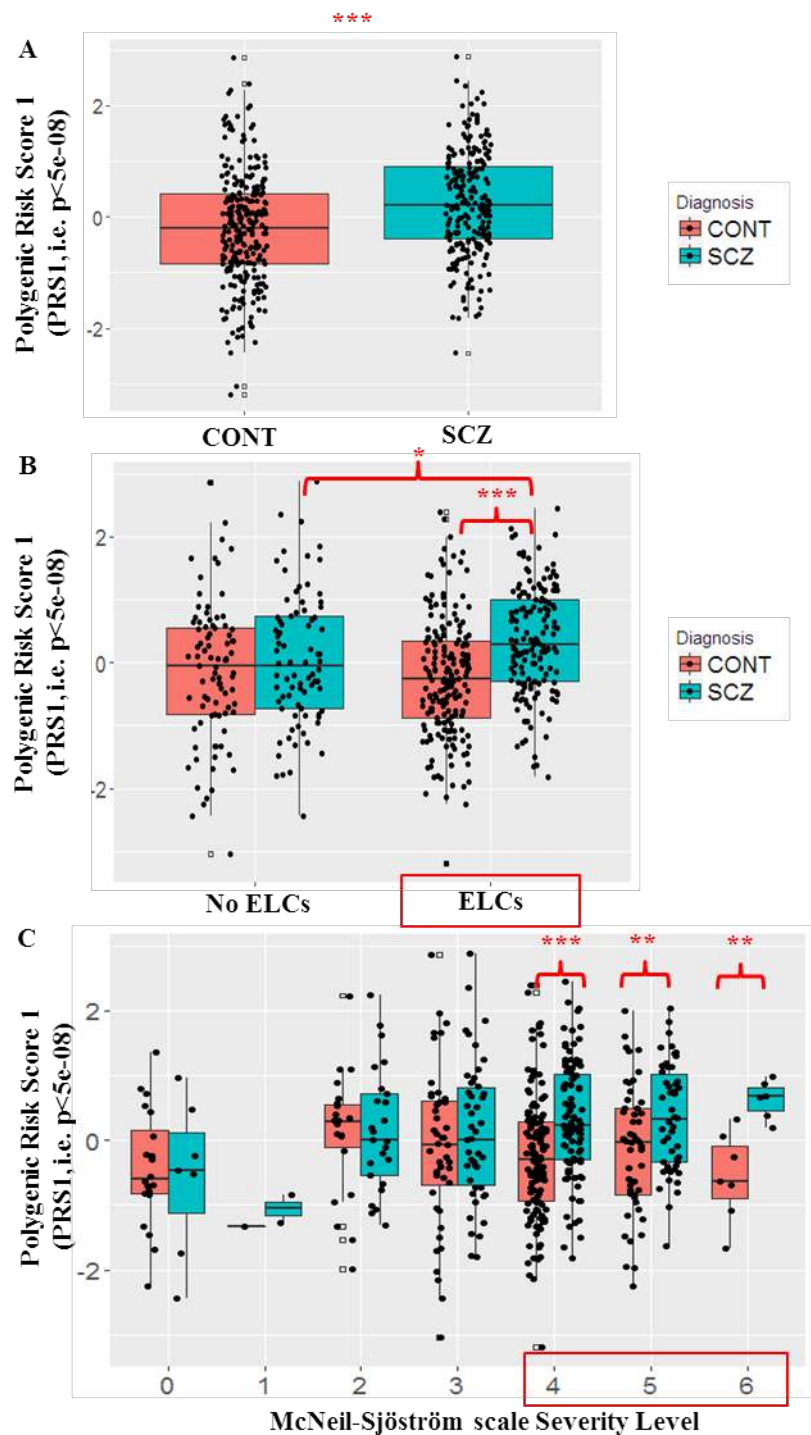 ***
A
Polygenic Risk Score 1
(PRS1, i.e. p<5e-08)
2
0
-2
CONT
SCZ
Diagnosis
CONT
SCZ
B
*
***
Polygenic Risk Score 1
(PRS1, i.e. p<5e-08)
2
0
-2
No ELCs
ELCs
Diagnosis
CONT
SCZ
C
***
**
**
Polygenic Risk Score 1
(PRS1, i.e. p<5e-08)
2
0
-2
0 1 2 3 4 5 6
McNeil-Sjöström scale Severity Level